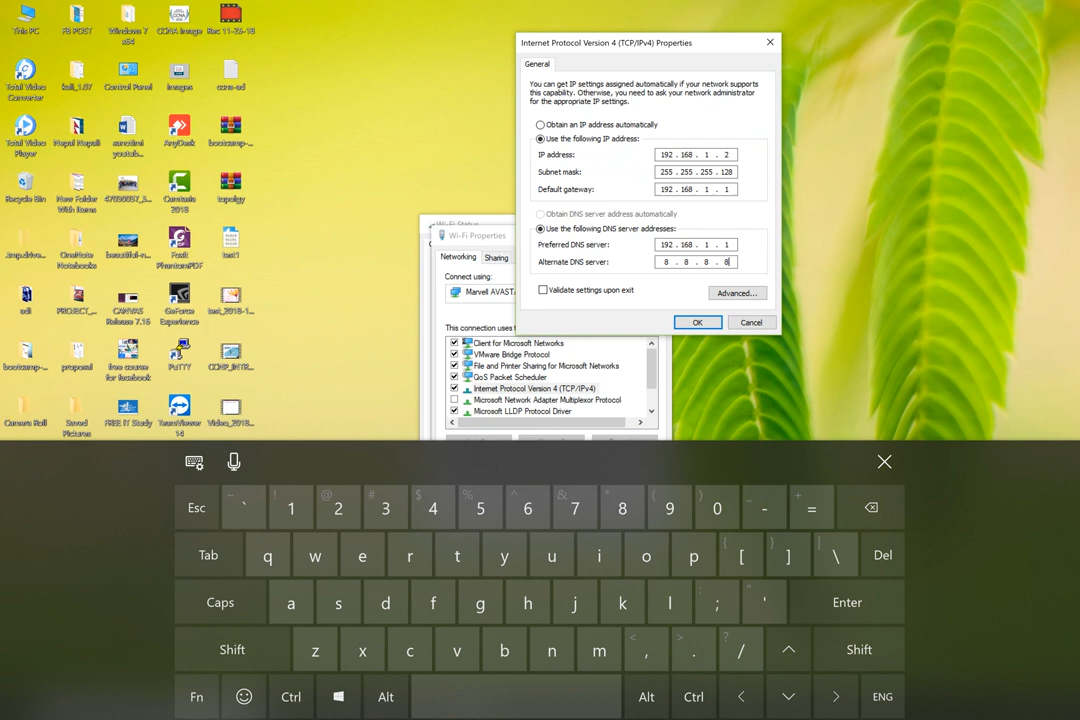 This PC
FB POST
Windows 7
x64
CCNA Image
Rec 11-23-18
Total Video
Converter
kali_1.07
Control Panel
Images
ccna-ad
Total Video
Player
Nepal Nepali
sanotimi
youtub...
AnyDesk
bootcamp-...
Recycle Bin
New Folder
With Items
47090057_5...
Camtasia
2018
topolgy
.tmp.drive...
OneNote
Notebooks
beautiful-n...
Foxit
PhantomPDF
test1
adi
PROJECT_...
CANVAS
Release 7.16
GeForce
Experience
test_2018-1...
bootcamp-...
proposal
free course
for facebook
PuTTY
CCNP_INTR...
Camera Roll
Saved
Pictures
FREE IT Study
TeamViewer
14
Video_2018...
Wi-Fi Status
Wi-Fi Properties
Networking
Sharing
Connect using:
Marvell AVAST
This connection uses t
Client for Microsoft Networks
VMware Bridge Protocol
File and Printer Sharing for Microsoft Networks
QoS Packet Scheduler
Internet Protocol Version 4 (TCP/IPv4)
Microsoft Network Adapter Multiplexor Protocol
Microsoft LLDP Protocol Driver
Internet Protocol Version 4 (TCP/IPv4) Properties
General
You can get IP settings assigned automatically if your network supports
this capability. Otherwise, you need to ask your network administrator
for the appropriate IP settings.
Obtain an IP address automatically
Use the following IP address:
IP address: 192 . 168 . 1 . 2
Subnet mask: 255 . 255 . 255 . 128
Default gateway: 192 . 168 . 1 . 1
Obtain DNS server address automatically
Use the following DNS server addresses:
Preferred DNS server: 192 . 168 . 1 . 1
Alternate DNS server: 8 . 8 . 8 . 8
Validate settings upon exit
Advanced...
OK Cancel
Esc ~ ` ! 1 @ 2 # 3 $ 4 % 5 ^ 6 & 7 * 8 ( 9 ) 0 _ - + =
Tab q w e r t y u i o p { [ } ] | \ Del
Caps a s d f g h j k l : ; " ' Enter
Shift z x c v b n m < , > . ? / Shift
Fn Ctrl Alt Alt Ctrl ENG